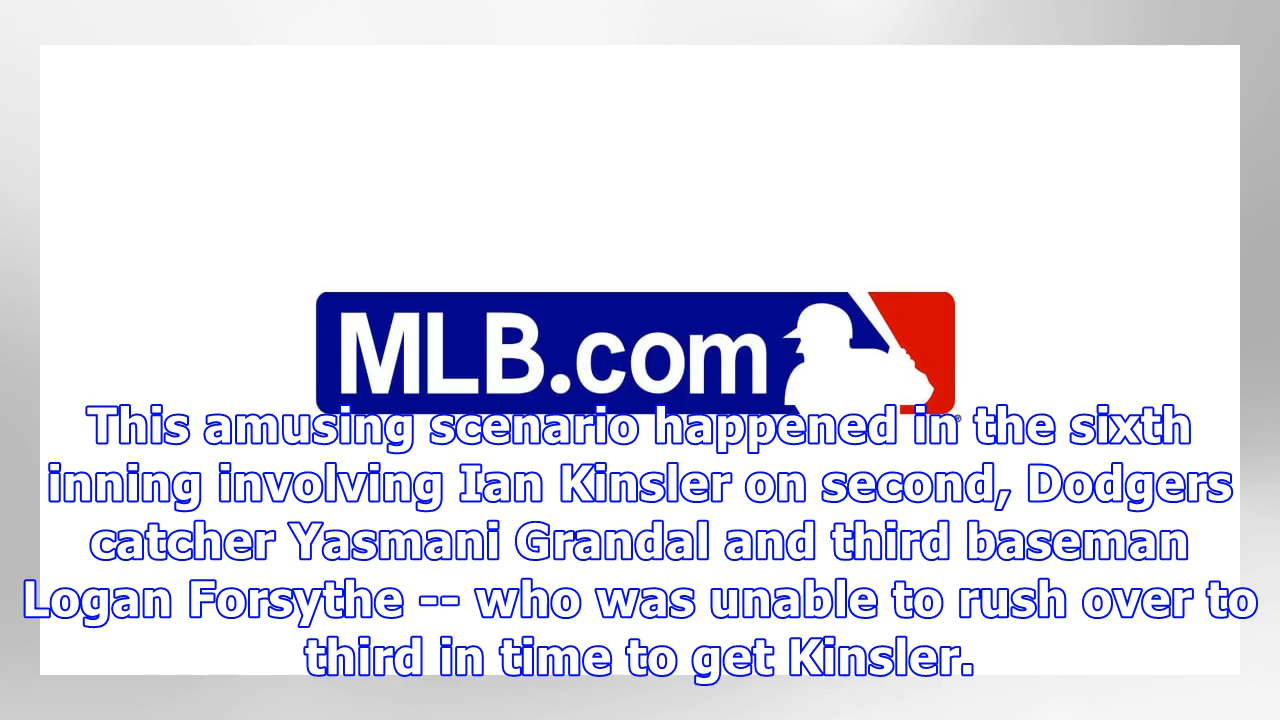 MLB.com
This amusing scenario happened in the sixth
inning involving Ian Kinsler on second, Dodgers
catcher Yasmani Grandal and third baseman
Logan Forsythe -- who was unable to rush over to
third in time to get Kinsler.